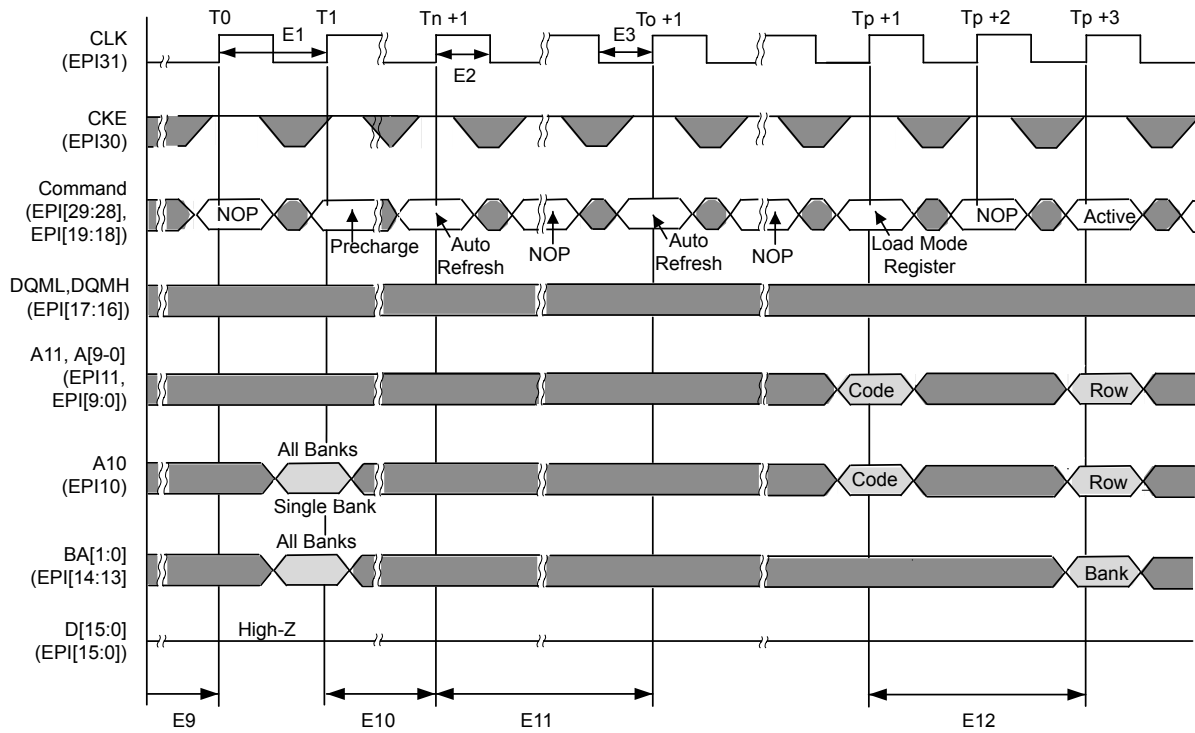 T0
T1
Tn +1
To +1
Tp +1
Tp +2
Tp +3
CLK
(EPI31)
E1
E2
E3
CKE
(EPI30)
Command
(EPI[29:28],
EPI[19:18])
NOP
Precharge
Auto
Refresh
NOP
Auto
Refresh
NOP
Load Mode
Register
NOP
Active
DQML,DQMH
(EPI[17:16])
A11, A[9-0]
(EPI11,
EPI[9:0])
Code
Row
A10
(EPI10)
All Banks
Single Bank
Code
Row
BA[1:0]
(EPI[14:13]
All Banks
Bank
D[15:0]
(EPI[15:0])
High-Z
E9
E10
E11
E12